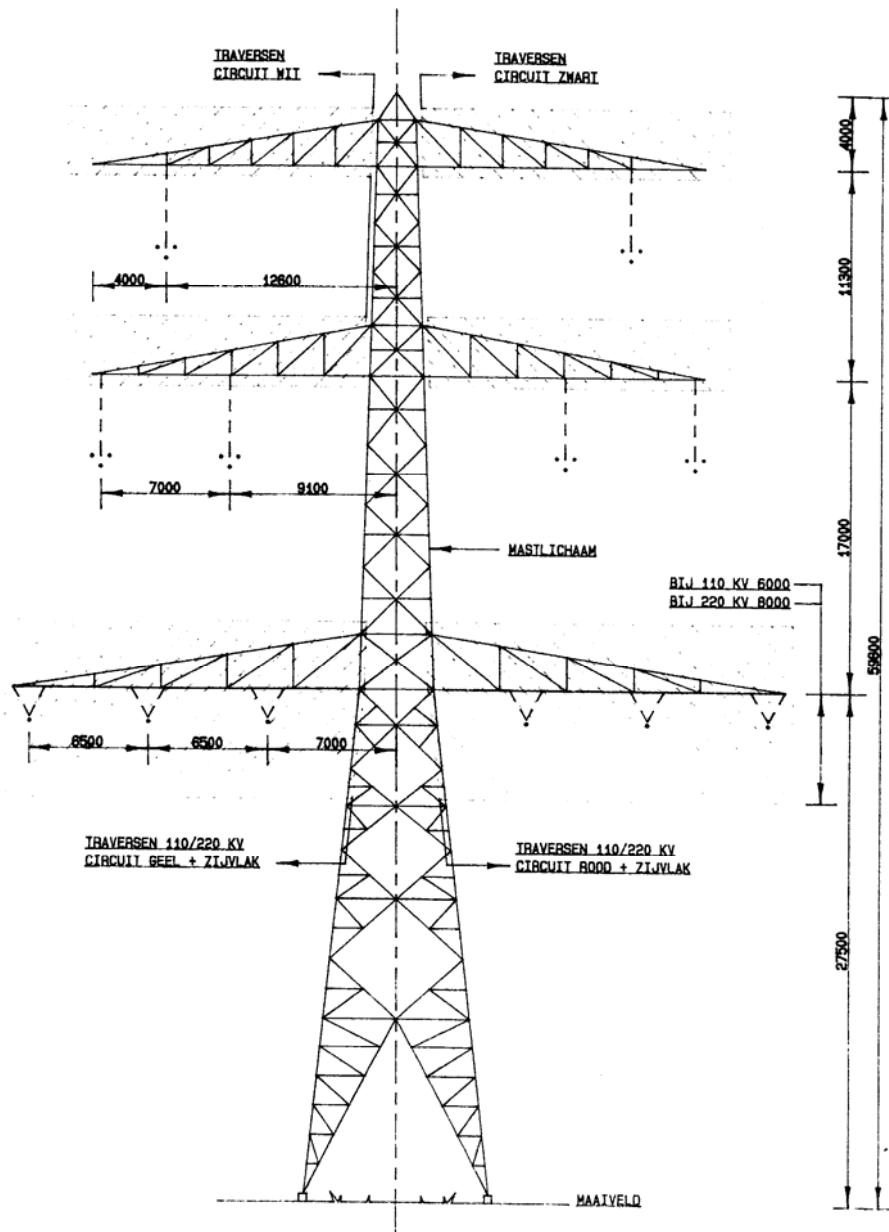 TRAVERSEN
CIRCUIT WIT
TRAVERSEN
CIRCUIT ZWART
4000
4000
12600
11300
7000
9100
MASTLICHAAM
17000
BIJ 110 KV 6000
BIJ 220 KV 8000
59800
6500
6500
7000
TRAVERSEN 110/220 KV
CIRCUIT GEEL + ZIJVLAK
TRAVERSEN 110/220 KV
CIRCUIT ROOD + ZIJVLAK
27500
MAAIVELD